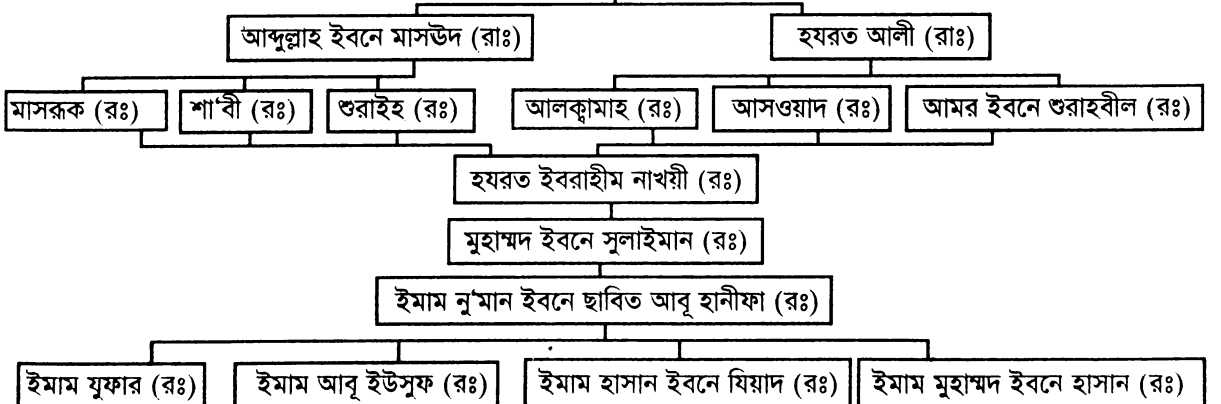 আব্দুল্লাহ ইবনে মাসঊদ (রাঃ) হযরত আলী (রাঃ)
মাসরূক (রঃ) শা'বী (রঃ) শুরাইহ (রঃ) আলক্বামাহ (রঃ) আসওয়াদ (রঃ) আমর ইবনে শুরাহবীল (রঃ)
হযরত ইবরাহীম নাখয়ী (রঃ)
মুহাম্মদ ইবনে সুলাইমান (রঃ)
ইমাম নু'মান ইবনে ছাবিত আবূ হানীফা (রঃ)
ইমাম যুফার (রঃ) ইমাম আবূ ইউসুফ (রঃ) ইমাম হাসান ইবনে যিয়াদ (রঃ) ইমাম মুহাম্মদ ইবনে হাসান (রঃ)